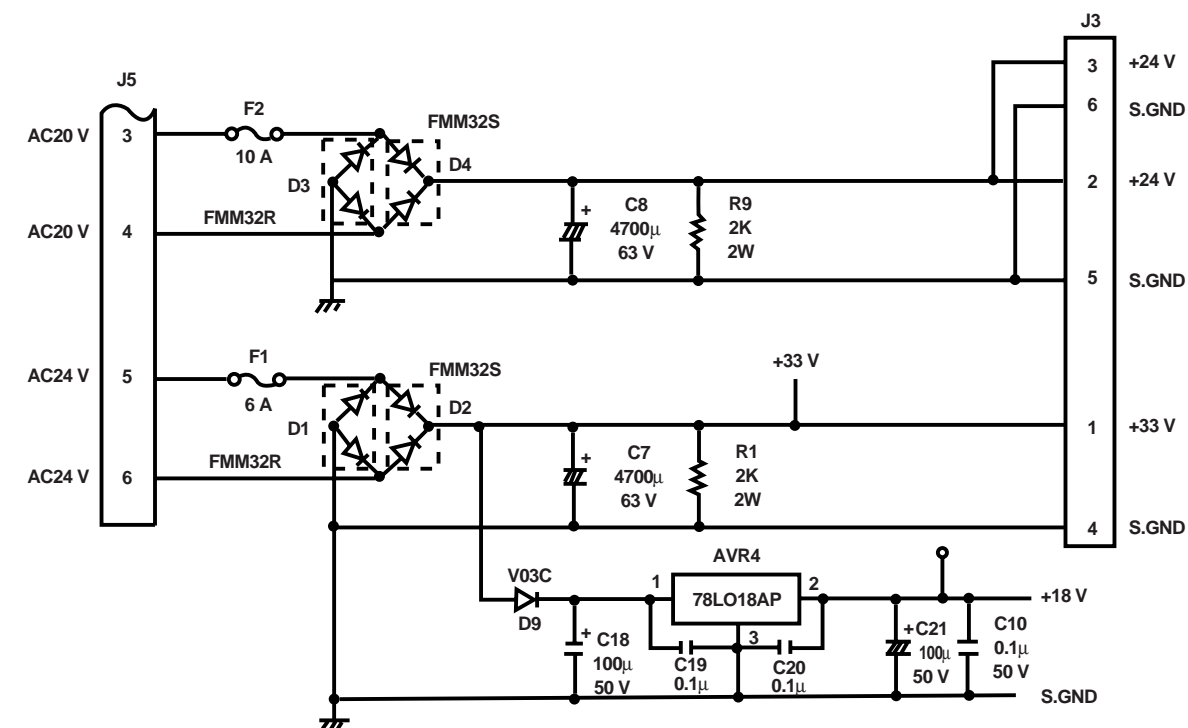 J3
J5
3 +24 V
6 S.GND
F2
FMM32S
AC20 V 3
10 A
D4
D3
2 +24 V
C8
4700µ
63 V
R9
2K
2W
+
FMM32R
AC20 V 4
5 S.GND
F1
FMM32S
+33 V
AC24 V 5
6 A
D2
D1
1 +33 V
C7
4700µ
63 V
R1
2K
2W
+
FMM32R
AC24 V 6
4 S.GND
AVR4
V03C
1
78LO18AP
2
+18 V
D9
3
+
C18
100µ
50 V
C19
0.1µ
C20
0.1µ
+C21
100µ
50 V
C10
0.1µ
50 V
S.GND